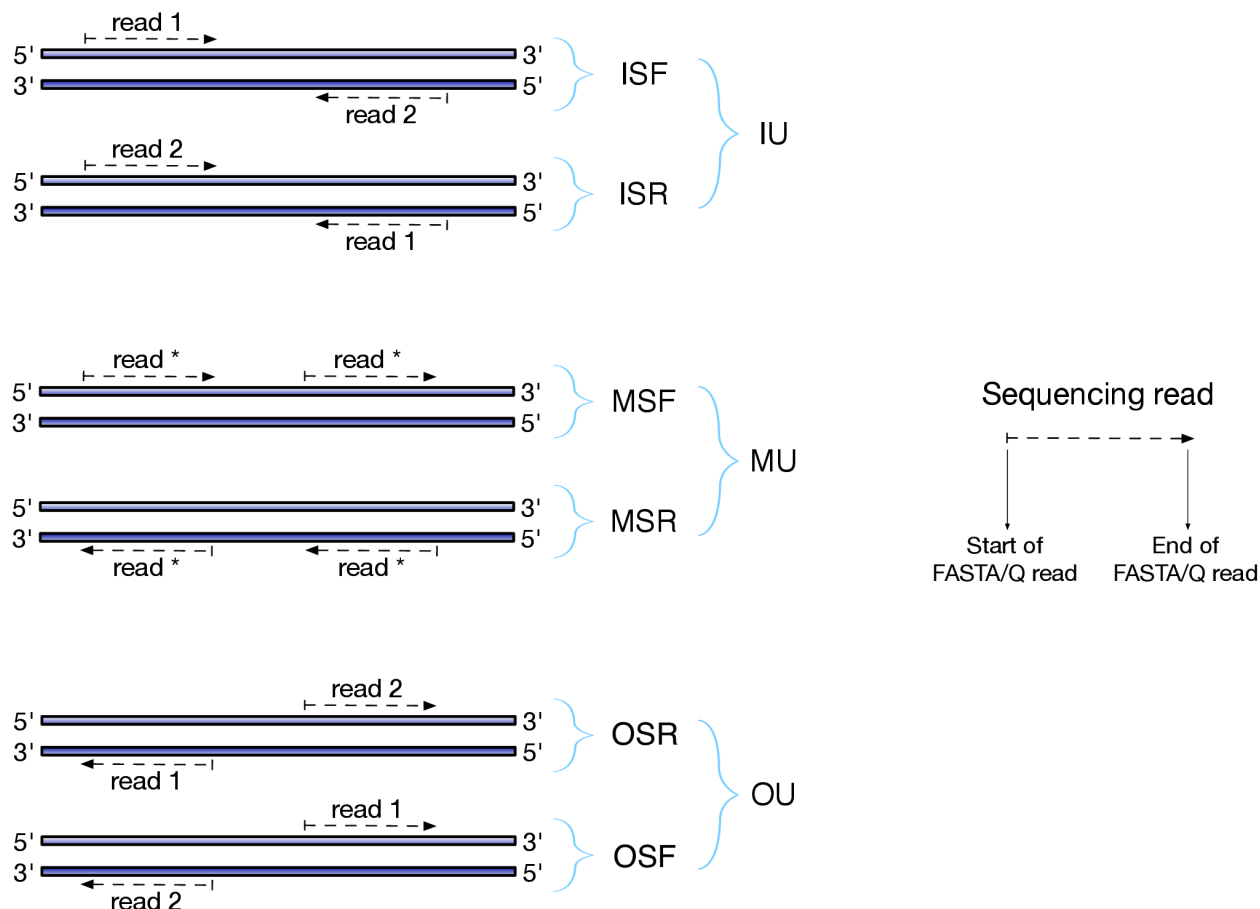 read 1
5' 3'
ISF
3' 5'
read 2
IU
read 2
5' 3'
ISR
3' 5'
read 1
read * read *
5' 3'
MSF
3' 5'
Sequencing read
MU
5' 3'
MSR
3' 5'
read * read *
Start of
FASTA/Q read
End of
FASTA/Q read
read 2
5' 3'
OSR
3' 5'
read 1
OU
read 1
5' 3'
OSF
3' 5'
read 2